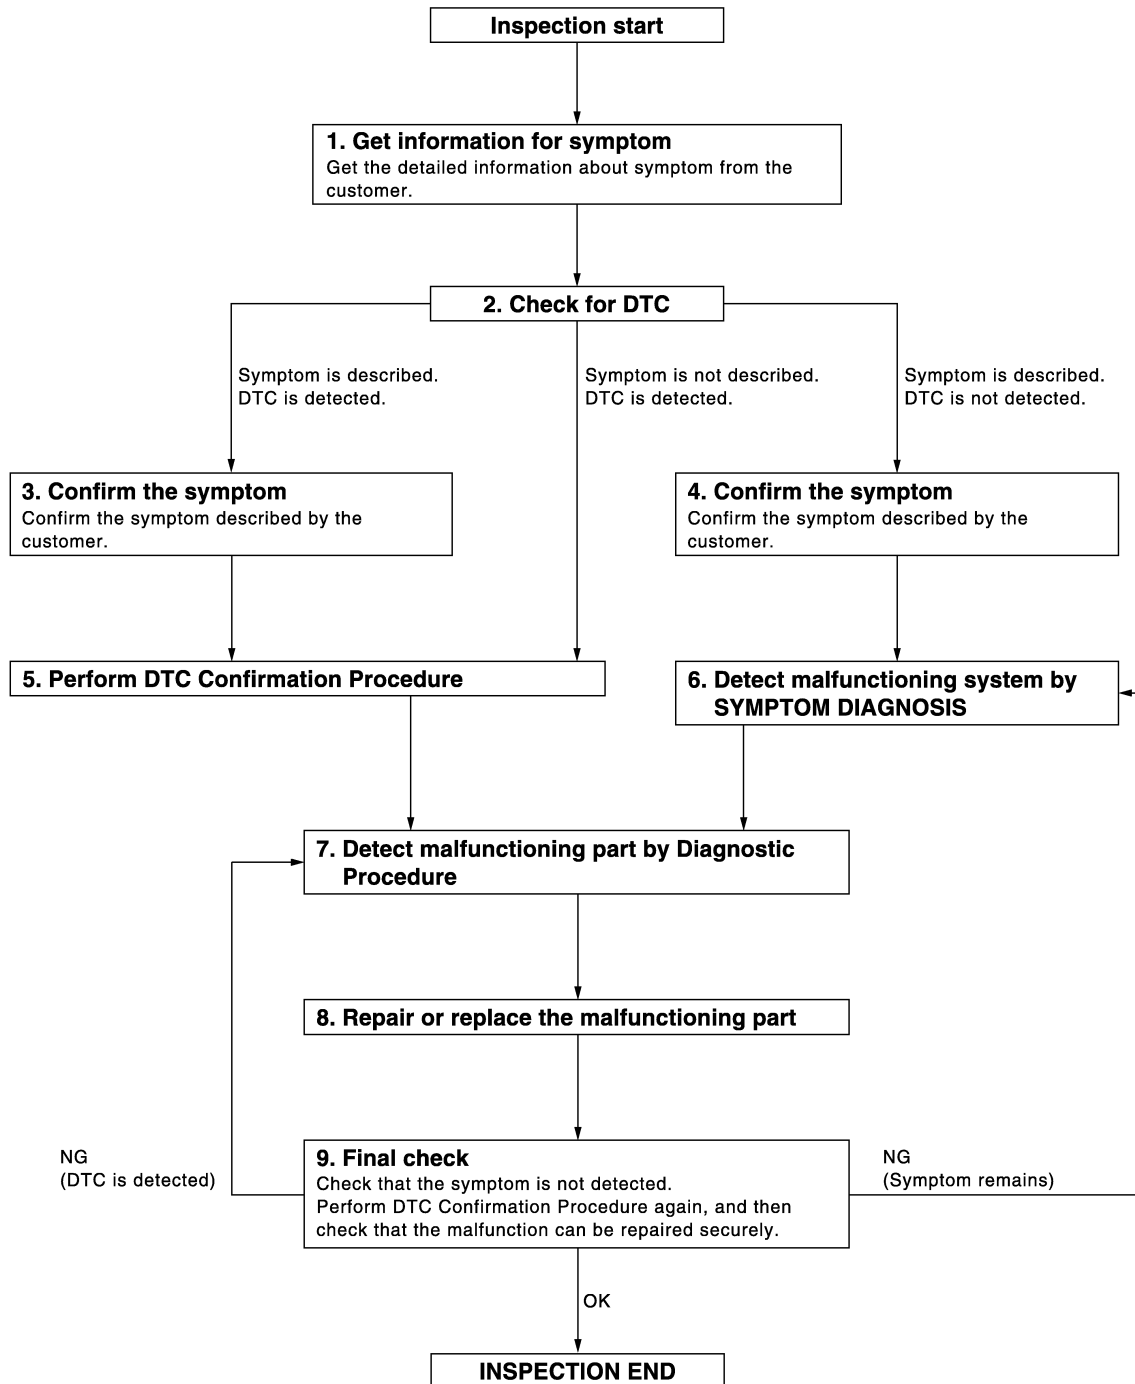 Inspection start
1. Get information for symptom
Get the detailed information about symptom from the
customer.
2. Check for DTC
Symptom is described.
DTC is detected.
Symptom is not described.
DTC is detected.
Symptom is described.
DTC is not detected.
3. Confirm the symptom
Confirm the symptom described by the
customer.
4. Confirm the symptom
Confirm the symptom described by the
customer.
5. Perform DTC Confirmation Procedure
6. Detect malfunctioning system by
SYMPTOM DIAGNOSIS
7. Detect malfunctioning part by Diagnostic
Procedure
8. Repair or replace the malfunctioning part
NG
(DTC is detected)
9. Final check
Check that the symptom is not detected.
Perform DTC Confirmation Procedure again, and then
check that the malfunction can be repaired securely.
NG
(Symptom remains)
OK
INSPECTION END